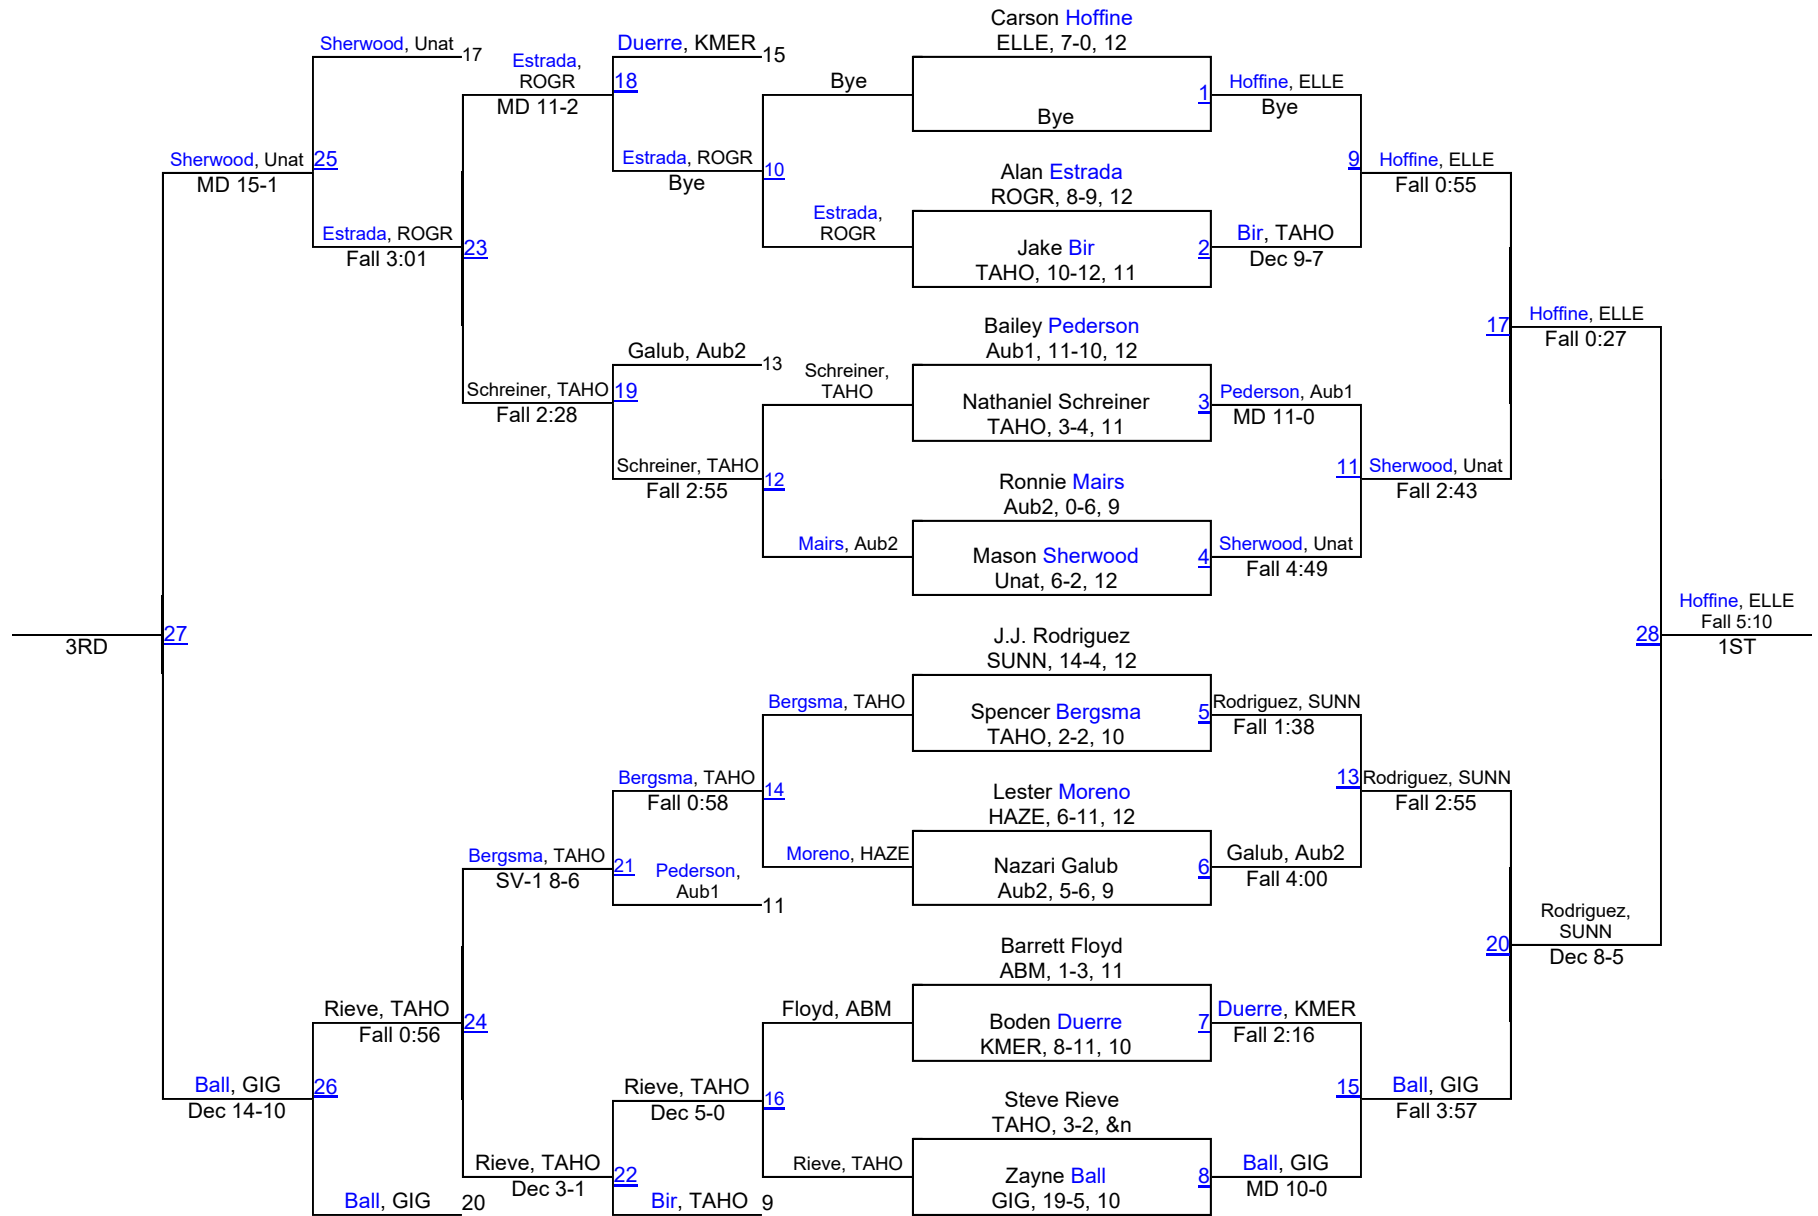 Carson Hoffine
ELLE, 7-0, 12
Sherwood, Unat
17
Duerre, KMER
15
Estrada,
ROGR
18
MD 11-2
Bye
1
Hoffine, ELLE
Bye
Bye
Sherwood, Unat
25
MD 15-1
Estrada, ROGR
10
Bye
Alan Estrada
ROGR, 8-9, 12
9
Hoffine, ELLE
Fall 0:55
Estrada, ROGR
23
Fall 3:01
Estrada,
ROGR
Jake Bir
TAHO, 10-12, 11
2
Bir, TAHO
Dec 9-7
Bailey Pederson
Aub1, 11-10, 12
17
Hoffine, ELLE
Fall 0:27
Galub, Aub2
13
Schreiner, TAHO
19
Fall 2:28
Schreiner,
TAHO
Nathaniel Schreiner
TAHO, 3-4, 11
3
Pederson, Aub1
MD 11-0
Schreiner, TAHO
12
Fall 2:55
Ronnie Mairs
Aub2, 0-6, 9
11
Sherwood, Unat
Fall 2:43
Mairs, Aub2
Mason Sherwood
Unat, 6-2, 12
4
Sherwood, Unat
Fall 4:49
27
3RD
J.J. Rodriguez
SUNN, 14-4, 12
28
Hoffine, ELLE
Fall 5:10
1ST
Bergsma, TAHO
Spencer Bergsma
TAHO, 2-2, 10
5
Rodriguez, SUNN
Fall 1:38
Bergsma, TAHO
14
Fall 0:58
Lester Moreno
HAZE, 6-11, 12
13
Rodriguez, SUNN
Fall 2:55
Bergsma, TAHO
21
SV-1 8-6
Pederson,
Aub1
11
Moreno, HAZE
Nazari Galub
Aub2, 5-6, 9
6
Galub, Aub2
Fall 4:00
Barrett Floyd
ABM, 1-3, 11
20
Rodriguez,
SUNN
Dec 8-5
Rieve, TAHO
24
Fall 0:56
Floyd, ABM
Boden Duerre
KMER, 8-11, 10
7
Duerre, KMER
Fall 2:16
Ball, GIG
26
Dec 14-10
Rieve, TAHO
16
Dec 5-0
Steve Rieve
TAHO, 3-2, &n
15
Ball, GIG
Fall 3:57
Rieve, TAHO
22
Dec 3-1
Rieve, TAHO
Zayne Ball
GIG, 19-5, 10
8
Ball, GIG
MD 10-0
Ball, GIG
20
Bir, TAHO
9